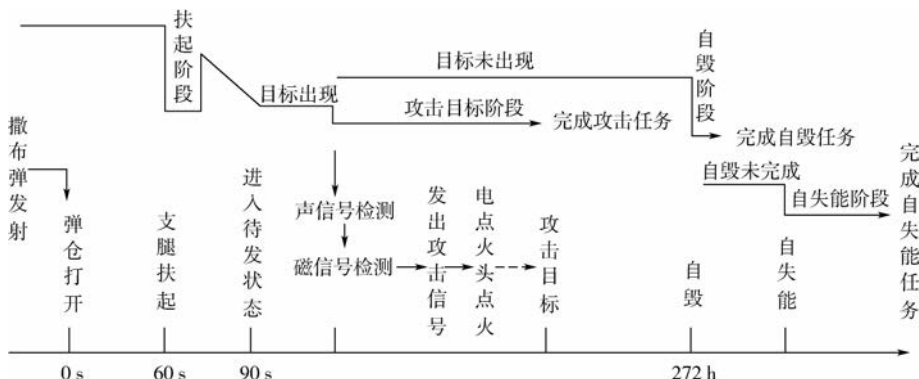 扶起阶段
目标未出现
自毁阶段
目标出现
攻击目标阶段
完成攻击任务
完成自毁任务
撒布弹发射
自毁未完成
自失能阶段
完成自失能任务
弹仓打开
支腿扶起
进入待发状态
声信号检测
磁信号检测
发出攻击信号
电点火头点火
攻击目标
自毁
自失能
0 s
60 s
90 s
272 h